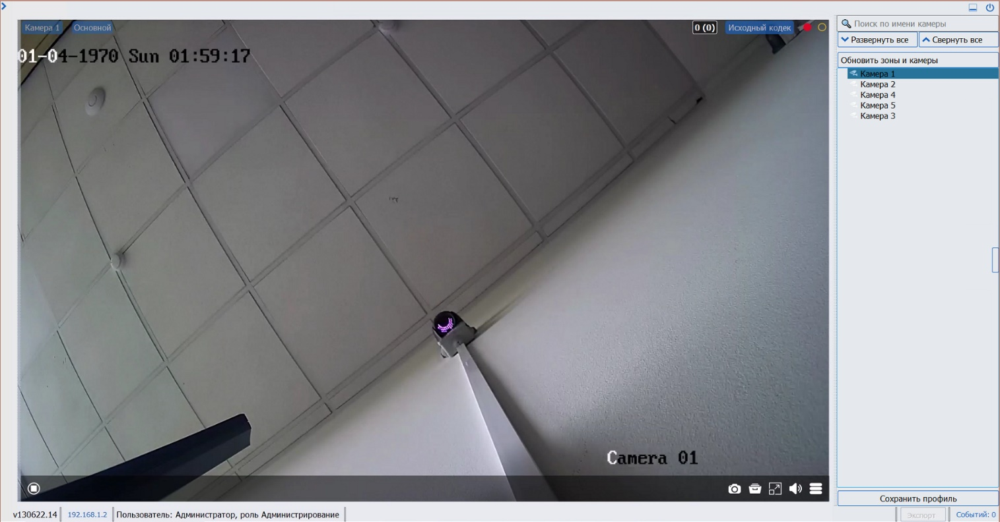 Камера 1 Основной 0 (0) Исходный кодек
01-04-1970 Sun 01:59:17
Camera 01
Поиск по имени камеры
Развернуть все Свернуть все
Обновить зоны и камеры
Камера 1
Камера 2
Камера 4
Камера 5
Камера 3
Сохранить профиль
v130622.14 192.168.1.2 Пользователь: Администратор, роль Администрирование Экспорт Событий: 0